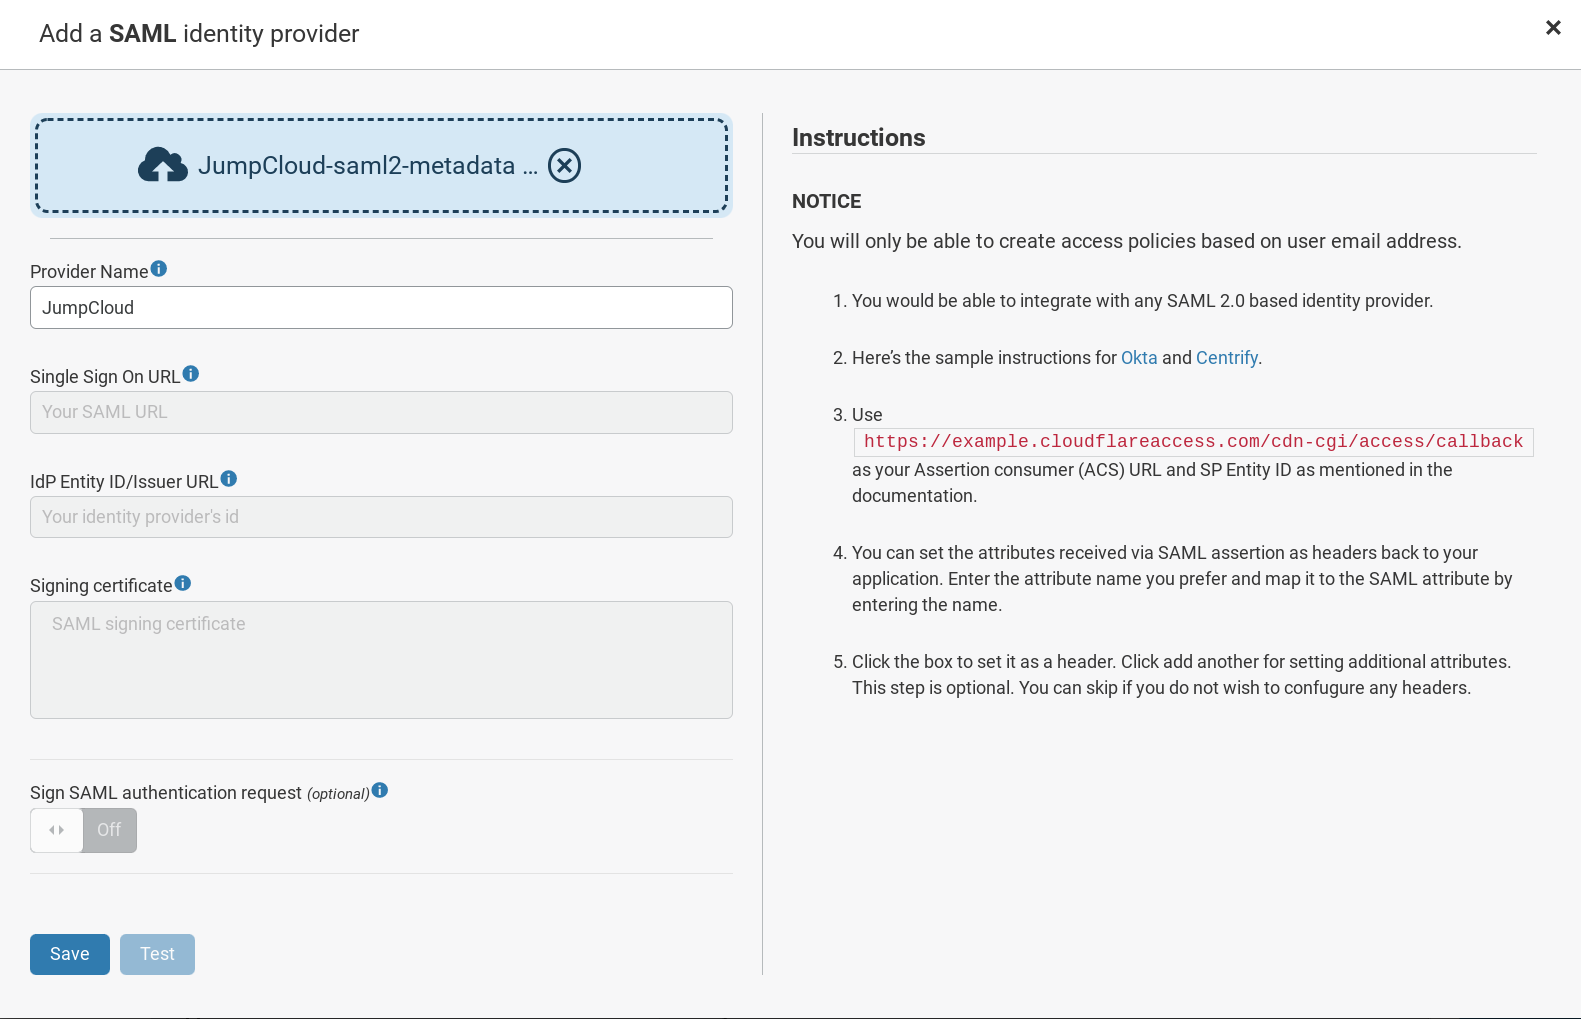 Add a SAML identity provider
JumpCloud-saml2-metadata ...
Provider Name
JumpCloud
Single Sign On URL
Your SAML URL
IdP Entity ID/Issuer URL
Your identity provider's id
Signing certificate
SAML signing certificate
Sign SAML authentication request (optional)
Off
Save Test
Instructions
NOTICE
You will only be able to create access policies based on user email address.
1. You would be able to integrate with any SAML 2.0 based identity provider.
2. Here's the sample instructions for Okta and Centrify.
3. Use
https://example.cloudflareaccess.com/cdn-cgi/access/callback
as your Assertion consumer (ACS) URL and SP Entity ID as mentioned in the
documentation.
4. You can set the attributes received via SAML assertion as headers back to your
application. Enter the attribute name you prefer and map it to the SAML attribute by
entering the name.
5. Click the box to set it as a header. Click add another for setting additional attributes.
This step is optional. You can skip if you do not wish to confugure any headers.